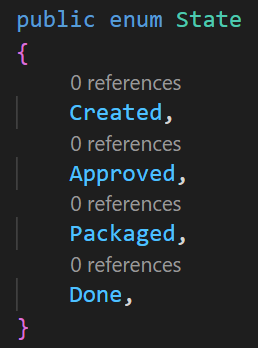 public enum State
{
0 references
Created,
0 references
Approved,
0 references
Packaged,
0 references
Done,
}